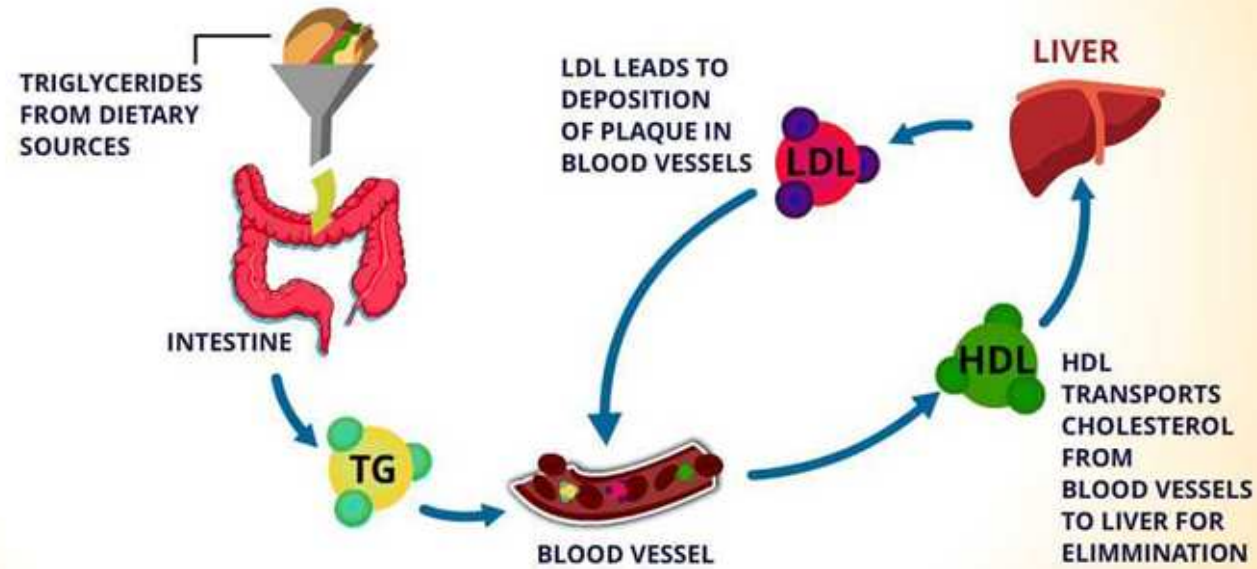 TRIGLYCERIDES
FROM DIETARY
SOURCES
INTESTINE
TG
BLOOD VESSEL
LDL LEADS TO
DEPOSITION
OF PLAQUE IN
BLOOD VESSELS
LDL
LIVER
HDL
HDL
TRANSPORTS
CHOLESTEROL
FROM
BLOOD VESSELS
TO LIVER FOR
ELIMMINATION